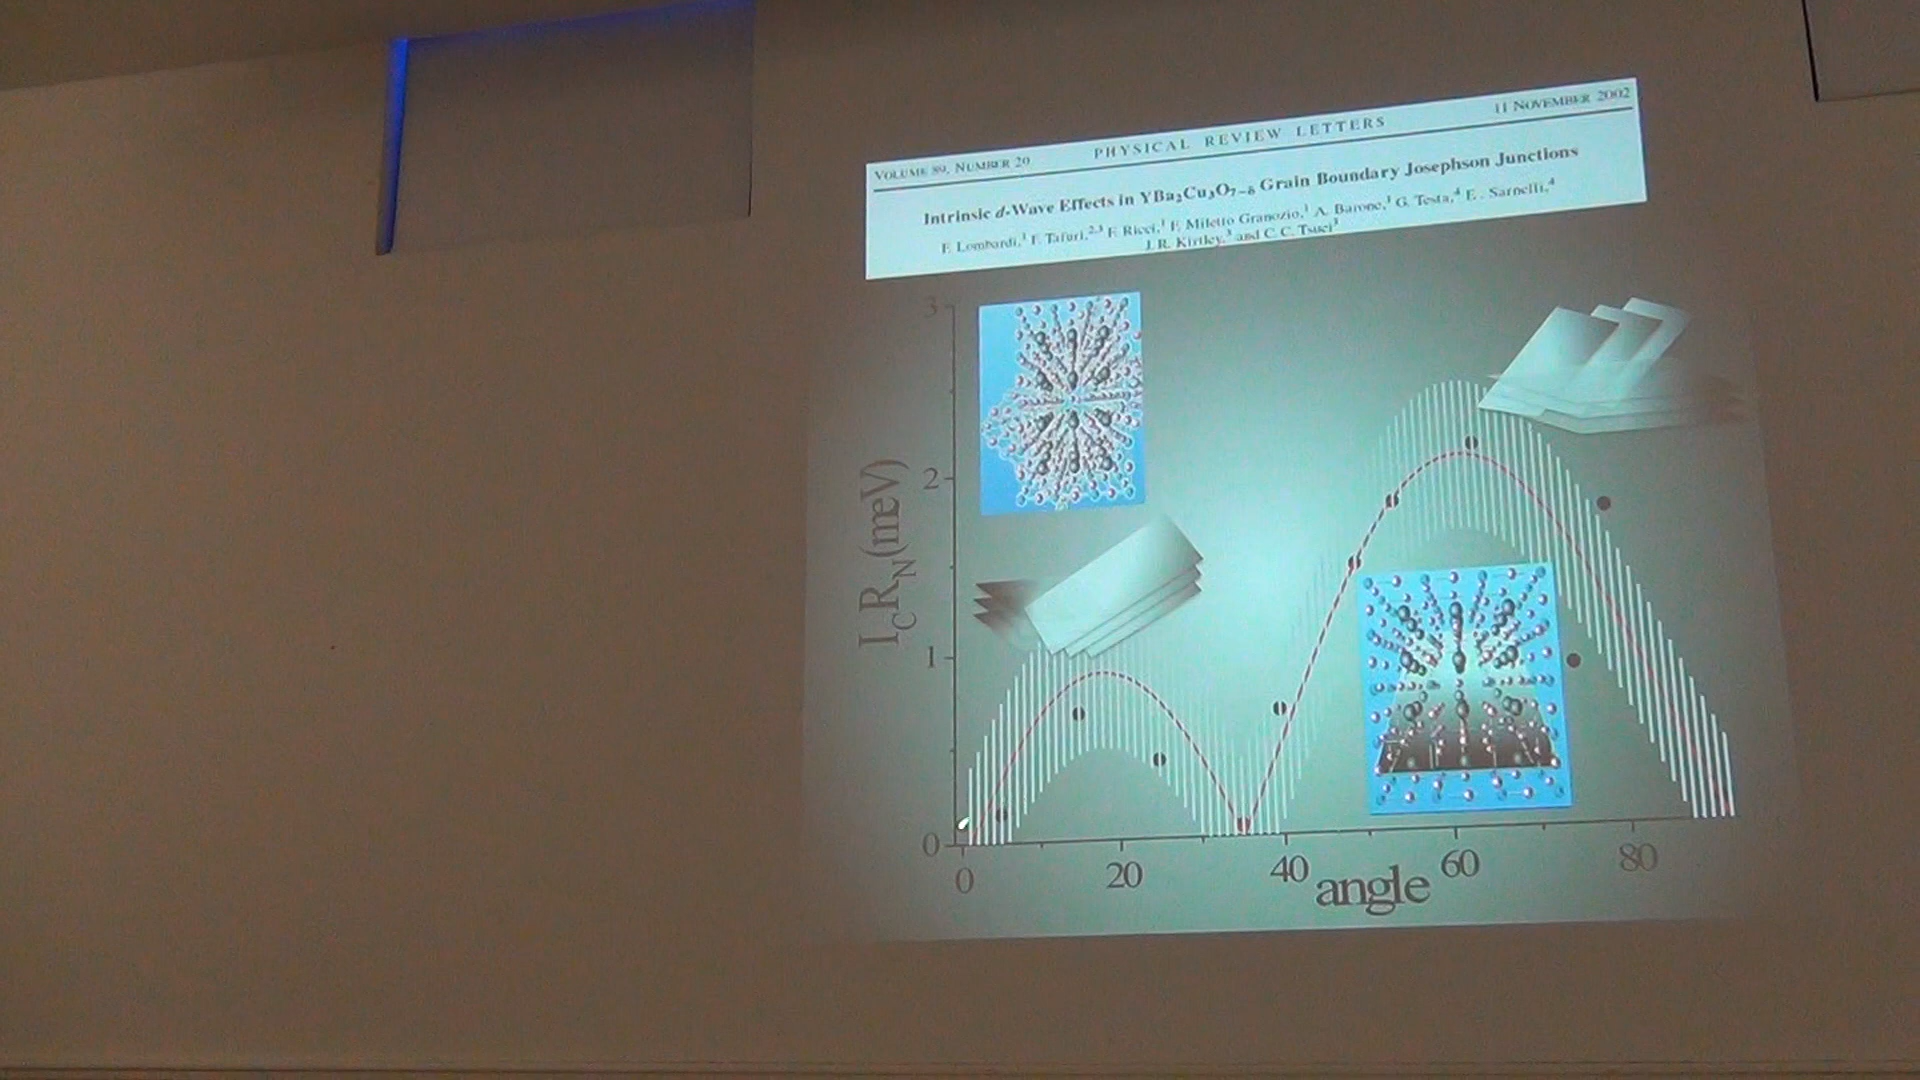 VOLUME 89, NUMBER 20 PHYSICAL REVIEW LETTERS 11 NOVEMBER 2002
Intrinsic d-Wave Effects in YBa₂Cu₃O₇₋δ Grain Boundary Josephson Junctions
F. Lombardi,¹ F. Tafuri,²,³ F. Ricci,¹ F. Miletto Granozio,¹ A. Barone,¹ G. Testa,⁴ E. Sarnelli,⁴
J. R. Kirtley,⁵ and C. C. Tsuei⁵
3
2
1
0
I_C R_N (meV)
0 20 40 60 80
angle